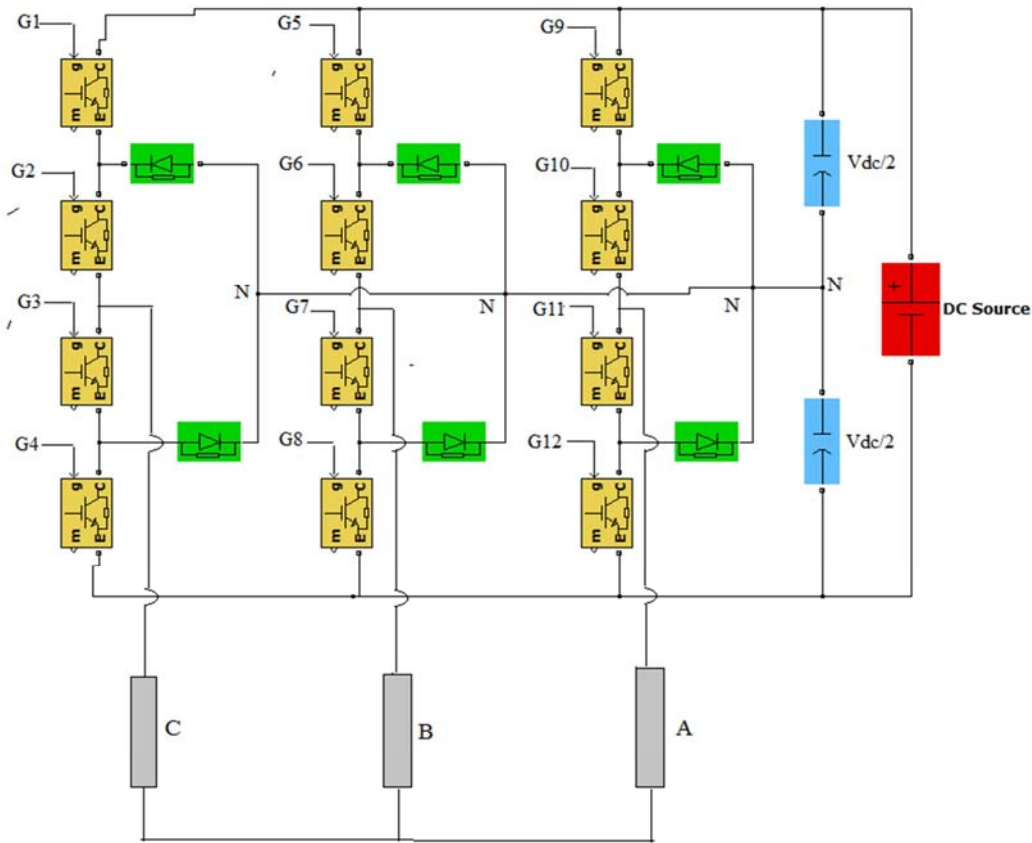 G1
G5
G9
g C
m E
g C
m E
g C
m E
Vdc/2
G2
G6
G10
g C
m E
g C
m E
g C
m E
N
N
N
N
G3
G7
G11
+
DC Source
g C
m E
g C
m E
g C
m E
G4
G8
G12
Vdc/2
g C
m E
g C
m E
g C
m E
C
B
A